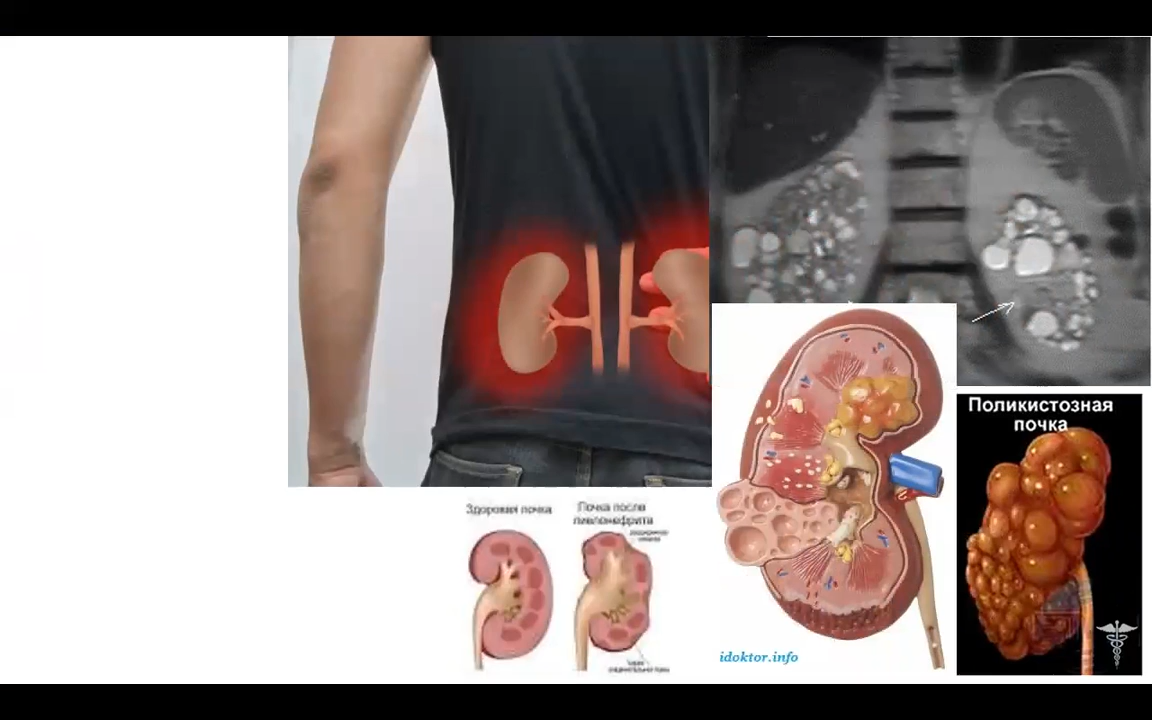 Поликистозная
почка
Здоровая почка
Почка после
пиелонефрита
idoktor.info